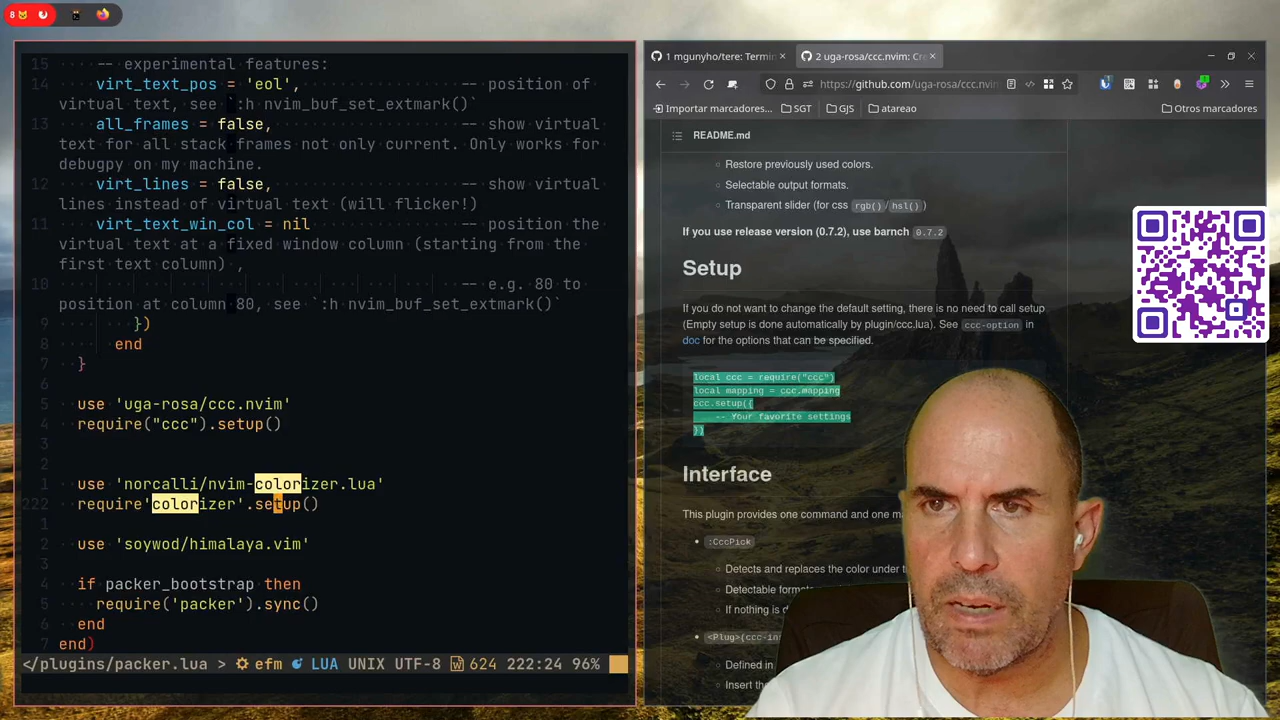 8
1 mgunyho/tere: Termin
2 uga-rosa/ccc.nvim: Cr
https://github.com/uga-rosa/ccc.nvim
Importar marcadores...
SGT
GJS
atareao
Otros marcadores
15 -- experimental features:
14 virt_text_pos = 'eol', -- position of
virtual text, see `:h nvim_buf_set_extmark()`
13 all_frames = false, -- show virtual
text for all stack frames not only current. Only works for
debugpy on my machine.
12 virt_lines = false, -- show virtual
lines instead of virtual text (will flicker!)
11 virt_text_win_col = nil -- position the
virtual text at a fixed window column (starting from the
first text column) ,
10 -- e.g. 80 to
position at column 80, see `:h nvim_buf_set_extmark()`
9 })
8 end
7 }
6
5 use 'uga-rosa/ccc.nvim'
4 require("ccc").setup()
3
2
1 use 'norcalli/nvim-colorizer.lua'
222 require'colorizer'.setup()
1
2 use 'soywod/himalaya.vim'
3
4 if packer_bootstrap then
5 require('packer').sync()
6 end
7 end)
</plugins/packer.lua > efm LUA UNIX UTF-8 624 222:24 96%
README.md
Restore previously used colors.
Selectable output formats.
Transparent slider (for css rgb()/hsl())
If you use release version (0.7.2), use barnch 0.7.2
Setup
If you do not want to change the default setting, there is no need to call setup
(Empty setup is done automatically by plugin/ccc.lua). See ccc-option in
doc for the options that can be specified.
local ccc = require("ccc")
local mapping = ccc.mapping
ccc.setup({
-- Your favorite settings
})
Interface
This plugin provides one command and one ma
:CccPick
Detects and replaces the color under t
Detectable form
If nothing is d
<Plug>(ccc-in
Defined in
Insert the